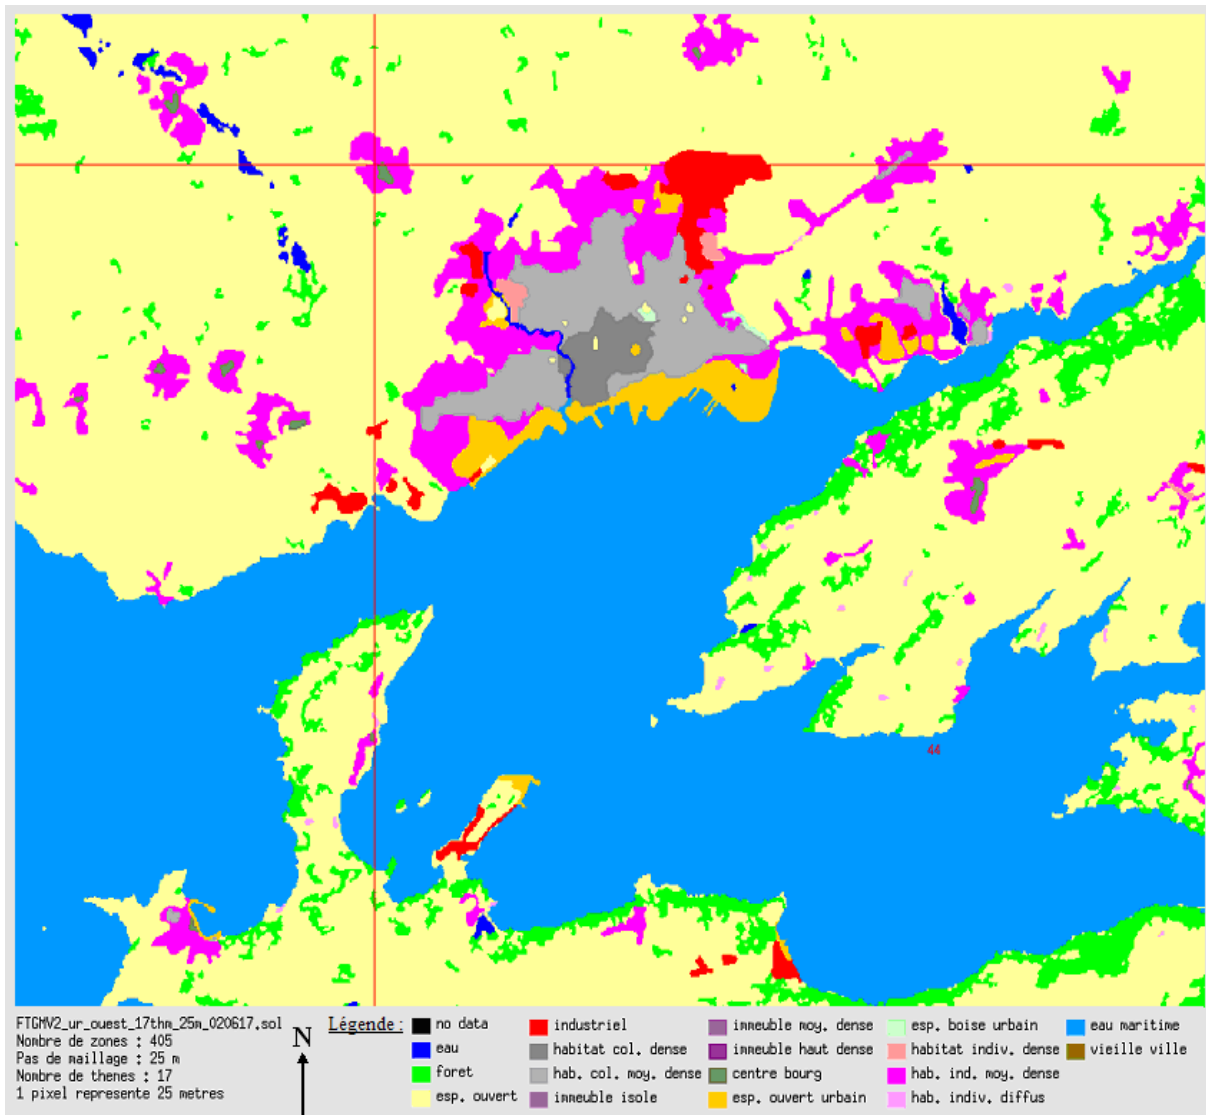 44
FTGMV2_ur_ouest_17thm_25m_020617.sol
Nombre de zones : 405
Pas de maillage : 25 m
Nombre de themes : 17
1 pixel represente 25 metres
N
Légende :
no data
eau
foret
esp. ouvert
industriel
habitat col. dense
hab. col. moy. dense
immeuble isole
immeuble moy. dense
immeuble haut dense
centre bourg
esp. ouvert urbain
esp. boise urbain
habitat indiv. dense
hab. ind. moy. dense
hab. indiv. diffus
eau maritime
vieille ville